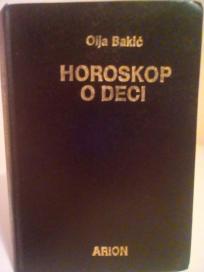 Olja Bakić
HOROSKOP
O DECI
ARION